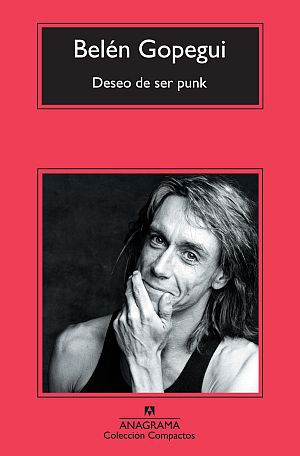 Belén Gopegui
Deseo de ser punk
ANAGRAMA
Colección Compactos